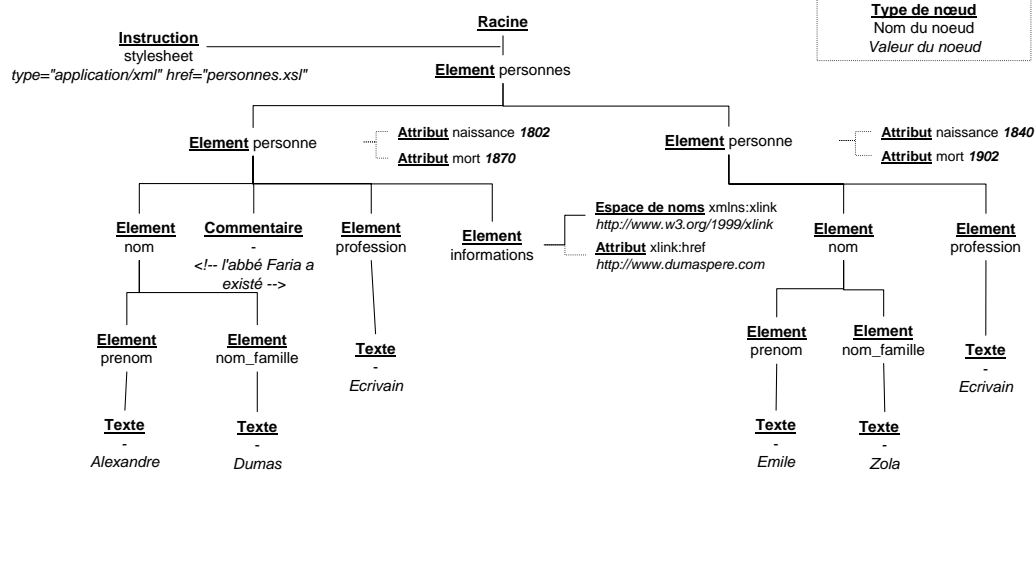 Racine
Type de nœud
Nom du noeud
Valeur du noeud
Instruction
stylesheet
type="application/xml" href="personnes.xsl"
Element personnes
Element personne
Attribut naissance 1802
Attribut mort 1870
Element personne
Attribut naissance 1840
Attribut mort 1902
Element
nom
Commentaire
-
<!-- l'abbé Faria a
existé -->
Element
profession
Element
informations
Espace de noms xmlns:xlink
http://www.w3.org/1999/xlink
Attribut xlink:href
http://www.dumaspere.com
Element
nom
Element
profession
Element
prenom
Element
nom_famille
Texte
-
Ecrivain
Element
prenom
Element
nom_famille
Texte
-
Ecrivain
Texte
-
Alexandre
Texte
-
Dumas
Texte
-
Emile
Texte
-
Zola